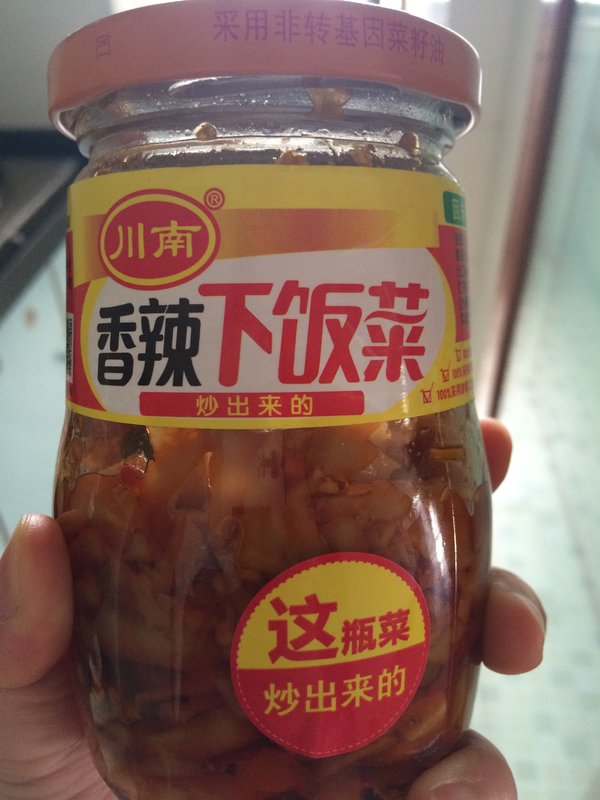 采用非转基因菜籽油
川南®
香辣下饭菜
炒出来的
这瓶菜
炒出来的